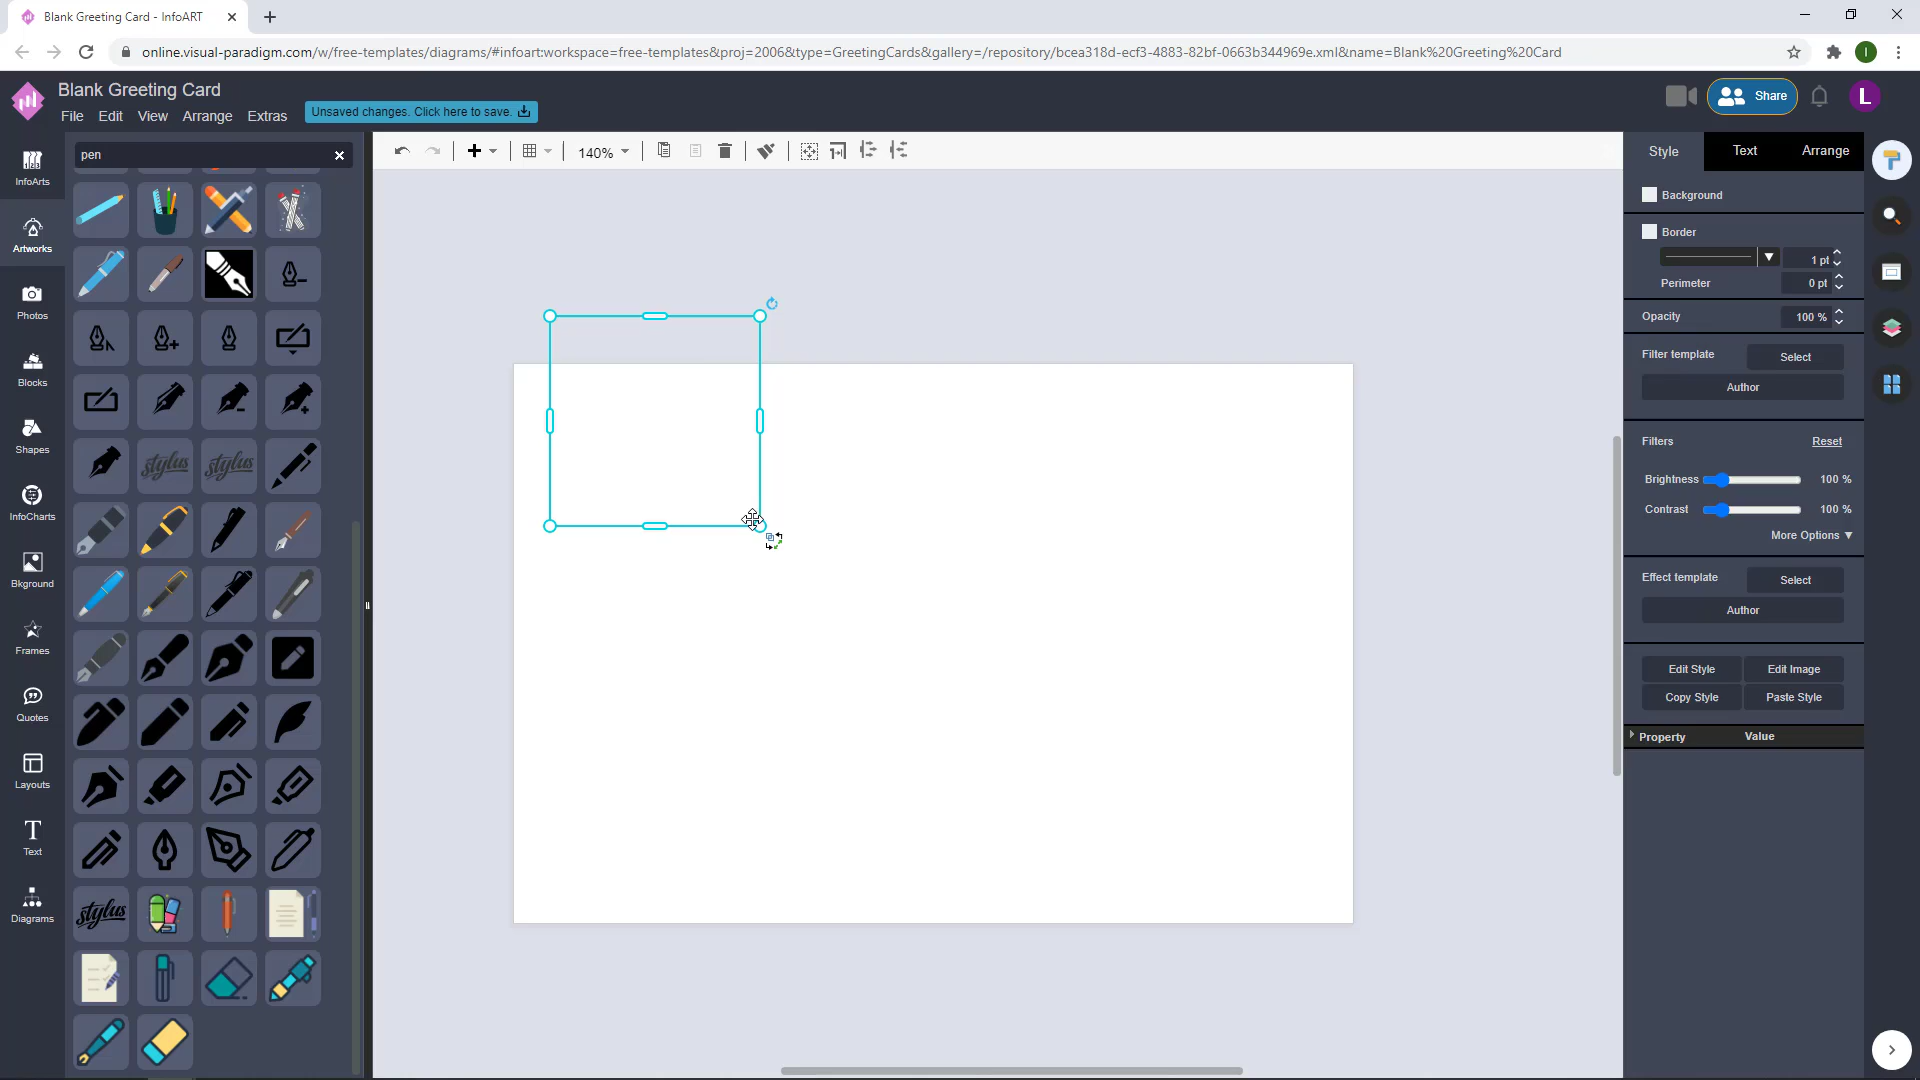 Blank Greeting Card - InfoART
online.visual-paradigm.com/w/free-templates/diagrams/#infoart:workspace=free-templates&proj=2006&type=GreetingCards&gallery=/repository/bcea318d-ecf3-4883-82bf-0663b344969e.xml&name=Blank%20Greeting%20Card
I
Blank Greeting Card
File Edit View Arrange Extras
Unsaved changes. Click here to save.
Share
L
InfoArts
Artworks
Photos
Blocks
Shapes
InfoCharts
Bkground
Frames
Quotes
Layouts
Text
Diagrams
pen
stylus
stylus
stylus
140%
Style Text Arrange
Background
Border
1 pt
Perimeter 0 pt
Opacity 100 %
Filter template Select
Author
Filters Reset
Brightness 100 %
Contrast 100 %
More Options
Effect template Select
Author
Edit Style Edit Image
Copy Style Paste Style
Property Value